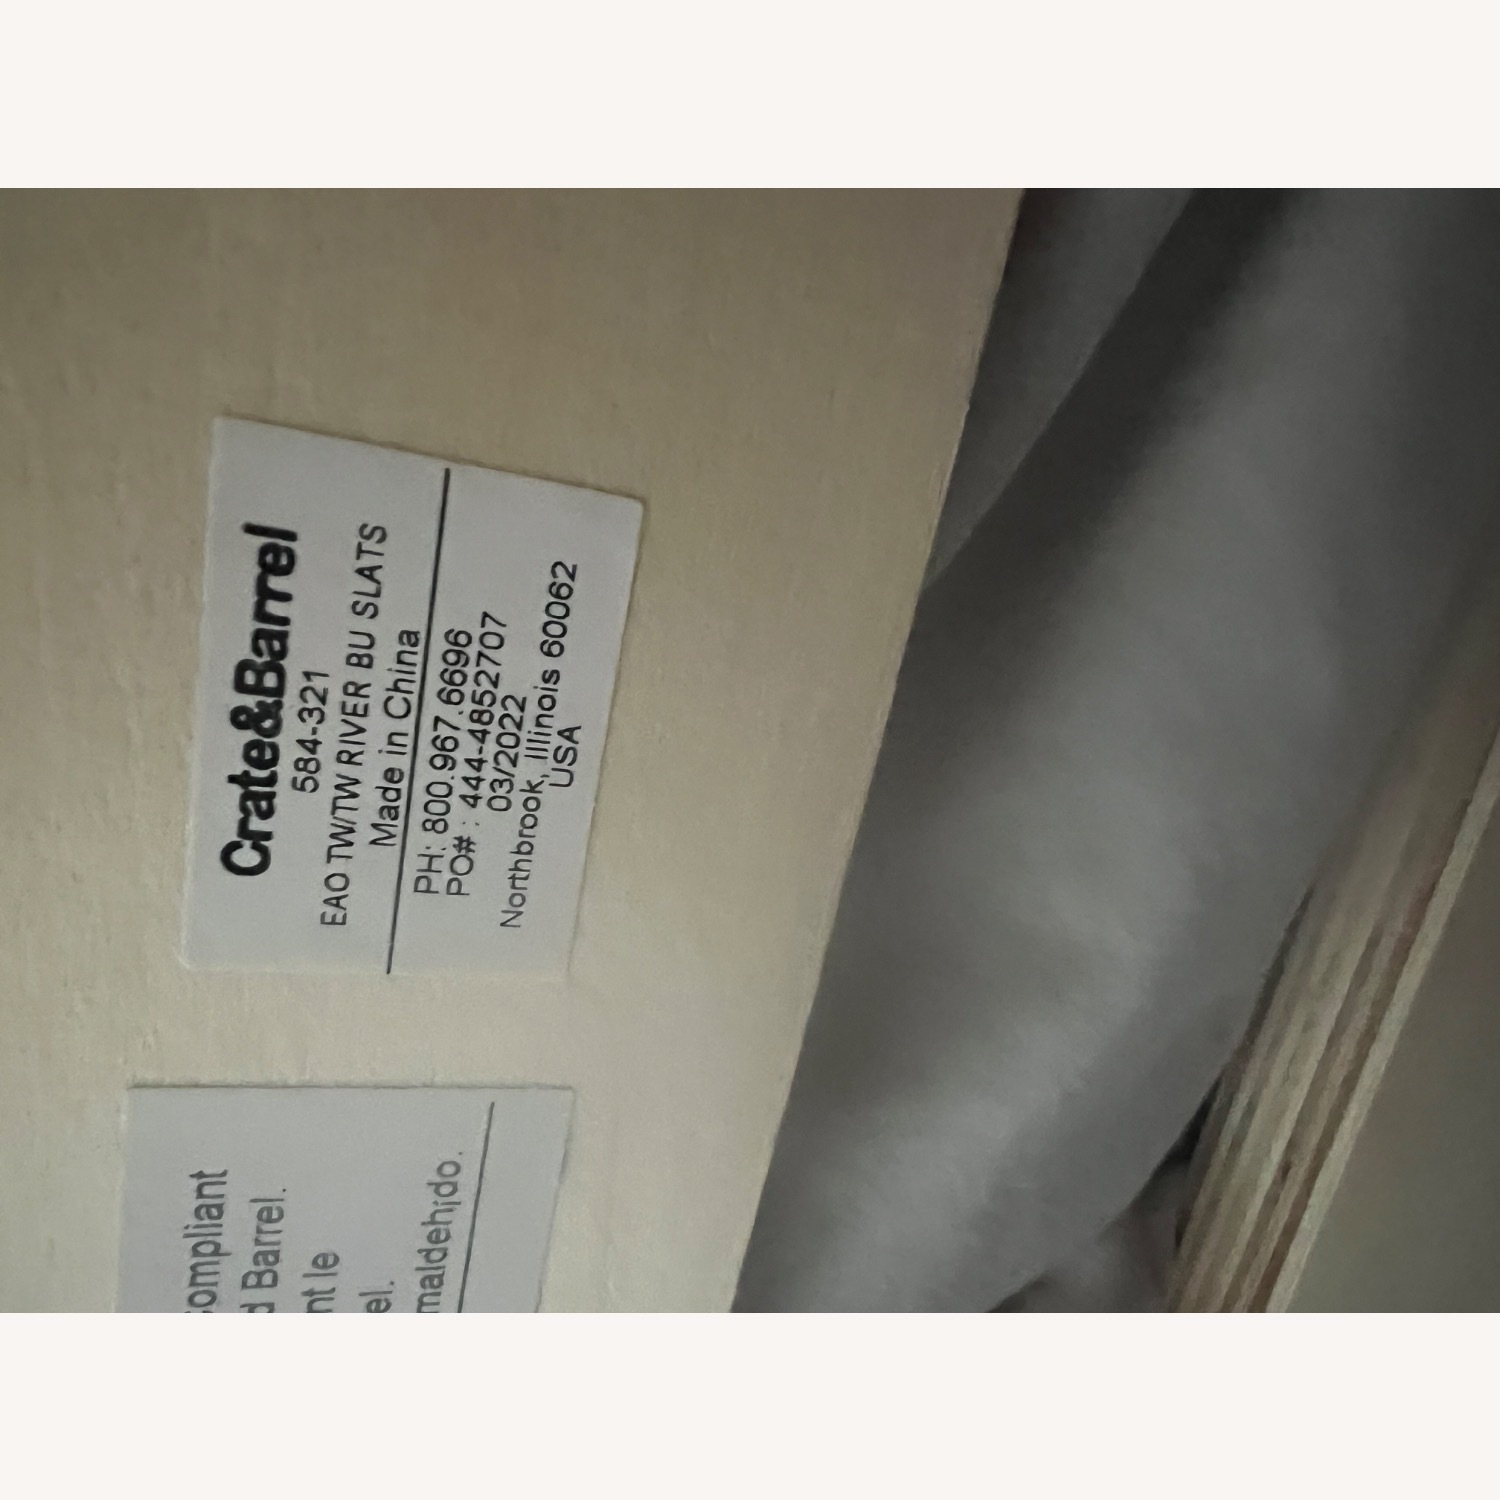 Crate&Barrel
584-321
EAO TW/TW RIVER BU SLATS
Made in China
PH: 800.967.6696
PO# : 444-4852707
03/2022
Northbrook, Illinois 60062
USA
ompliant
d Barrel.
nt le
el.
maldehído.